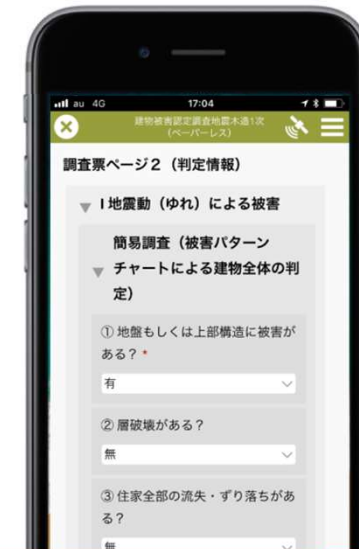 au 4G 17:04
建物被害認定調査地震木造1次
(ペーパーレス)
調査票ページ2（判定情報）
I 地震動（ゆれ）による被害
簡易調査（被害パターン
チャートによる建物全体の判
定）
① 地盤もしくは上部構造に被害が
ある？*
有
② 層破壊がある？
無
③ 住家全部の流失・ずり落ちがあ
る？
無